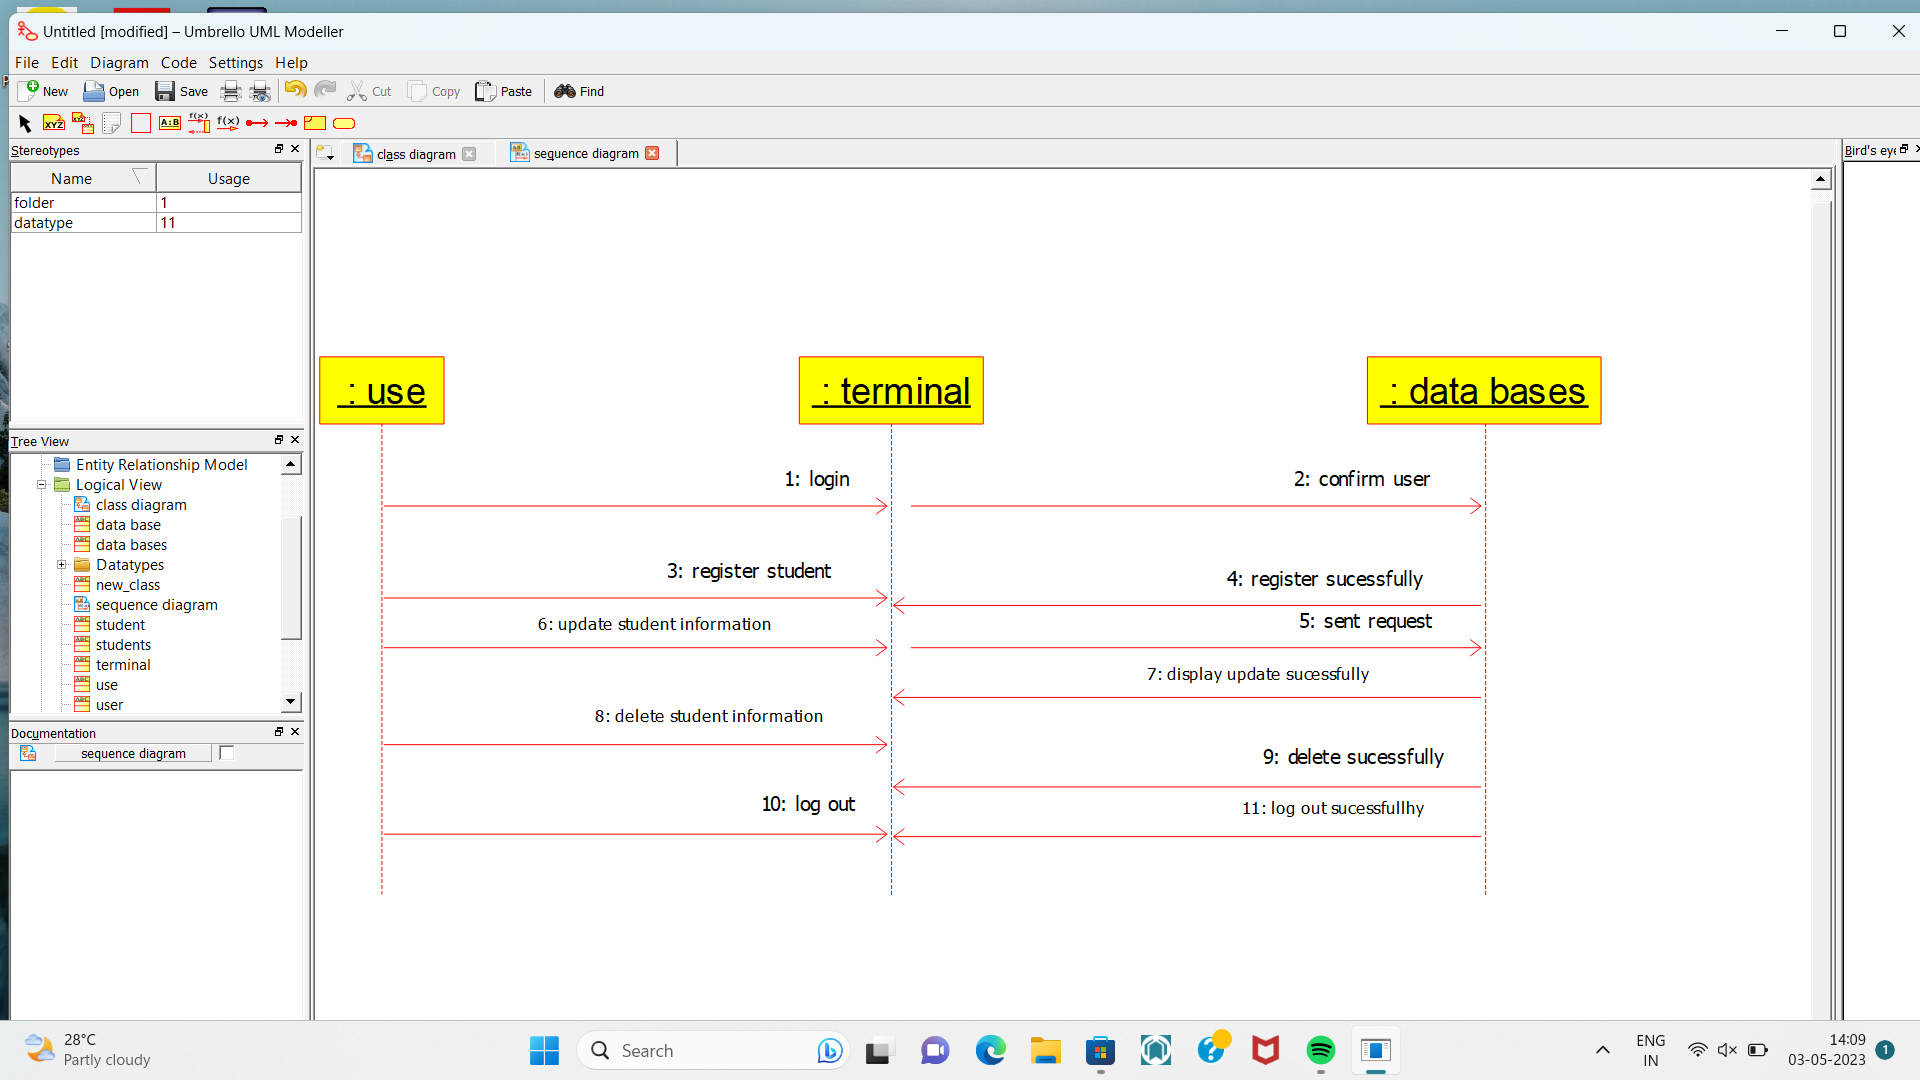 Untitled [modified] – Umbrello UML Modeller
File Edit Diagram Code Settings Help
New Open Save Cut Copy Paste Find
XYZ XYZ A:B f(x) f(x)
Stereotypes
Name Usage
folder 1
datatype 11
Tree View
Entity Relationship Model
Logical View
class diagram
data base
data bases
Datatypes
new_class
sequence diagram
student
students
terminal
use
user
Documentation
sequence diagram
class diagram sequence diagram
Bird's eye
: use
: terminal
: data bases
1: login
2: confirm user
3: register student
4: register sucessfully
5: sent request
6: update student information
7: display update sucessfully
8: delete student information
9: delete sucessfully
10: log out
11: log out sucessfullhy
28°C
Partly cloudy
Search
ENG
IN
14:09
03-05-2023
1